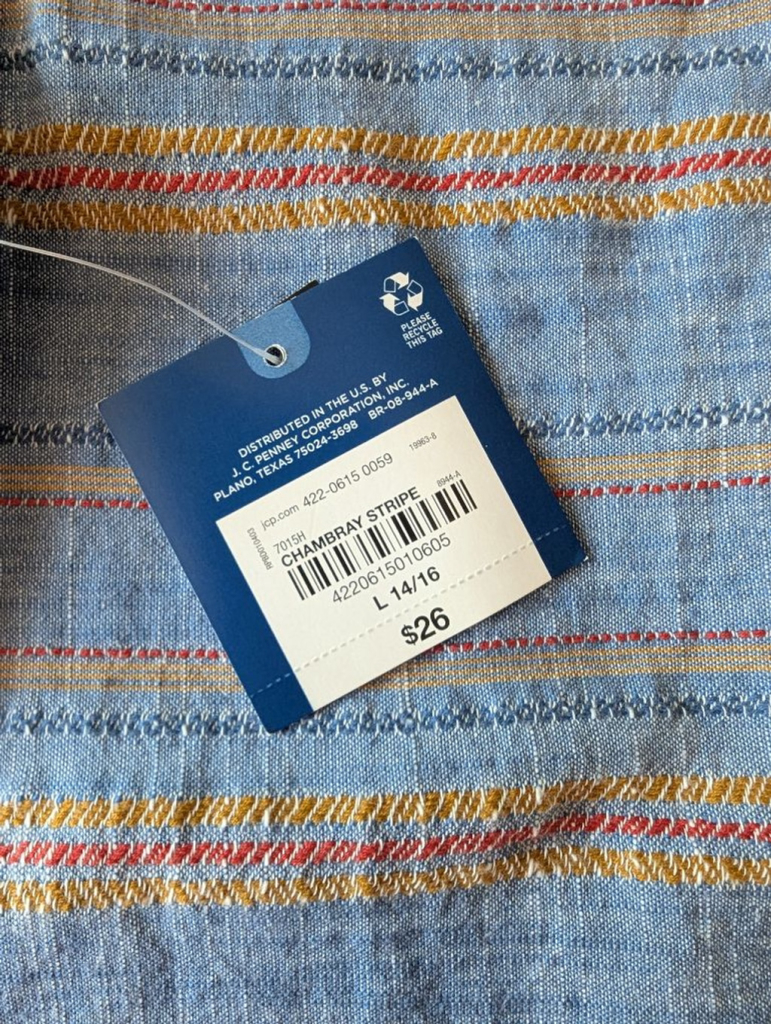 PLEASE
RECYCLE
THIS TAG
DISTRIBUTED IN THE U.S. BY
J. C. PENNEY CORPORATION, INC.
PLANO, TEXAS 75024-3698 BR-08-944-A
jcp.com 422-0615 0059 19963-8
7015H 8944-A
CHAMBRAY STRIPE
4220615010605
L 14/16
$26